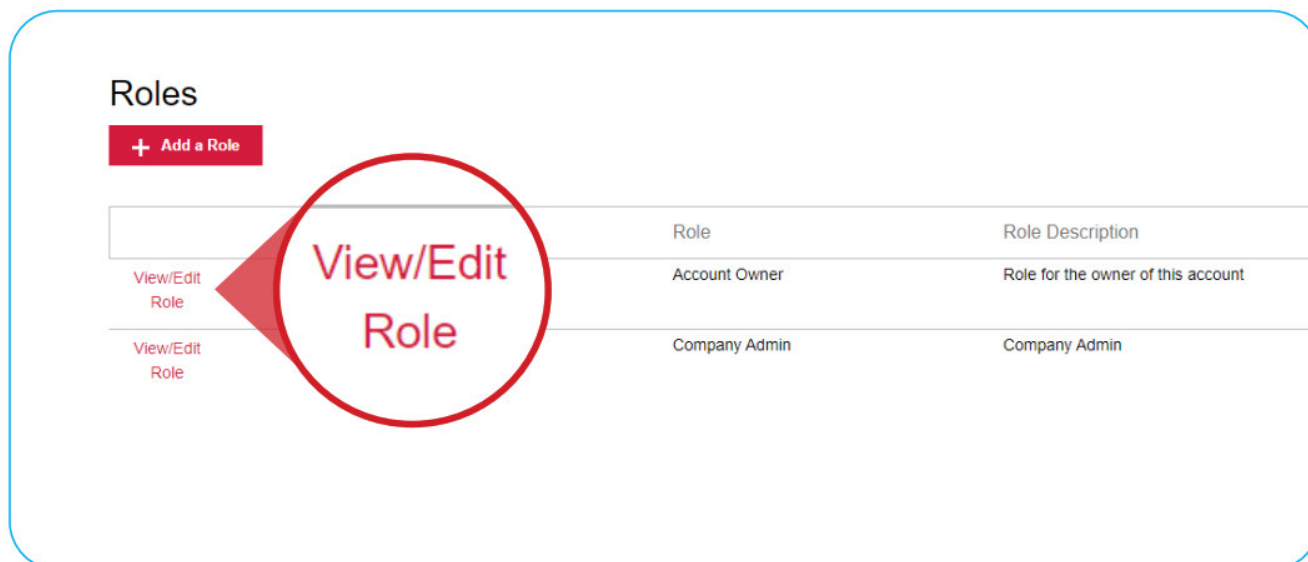 Roles
+ Add a Role
Role Role Description
View/Edit
Role
View/Edit
Role
Account Owner Role for the owner of this account
View/Edit
Role
Company Admin Company Admin